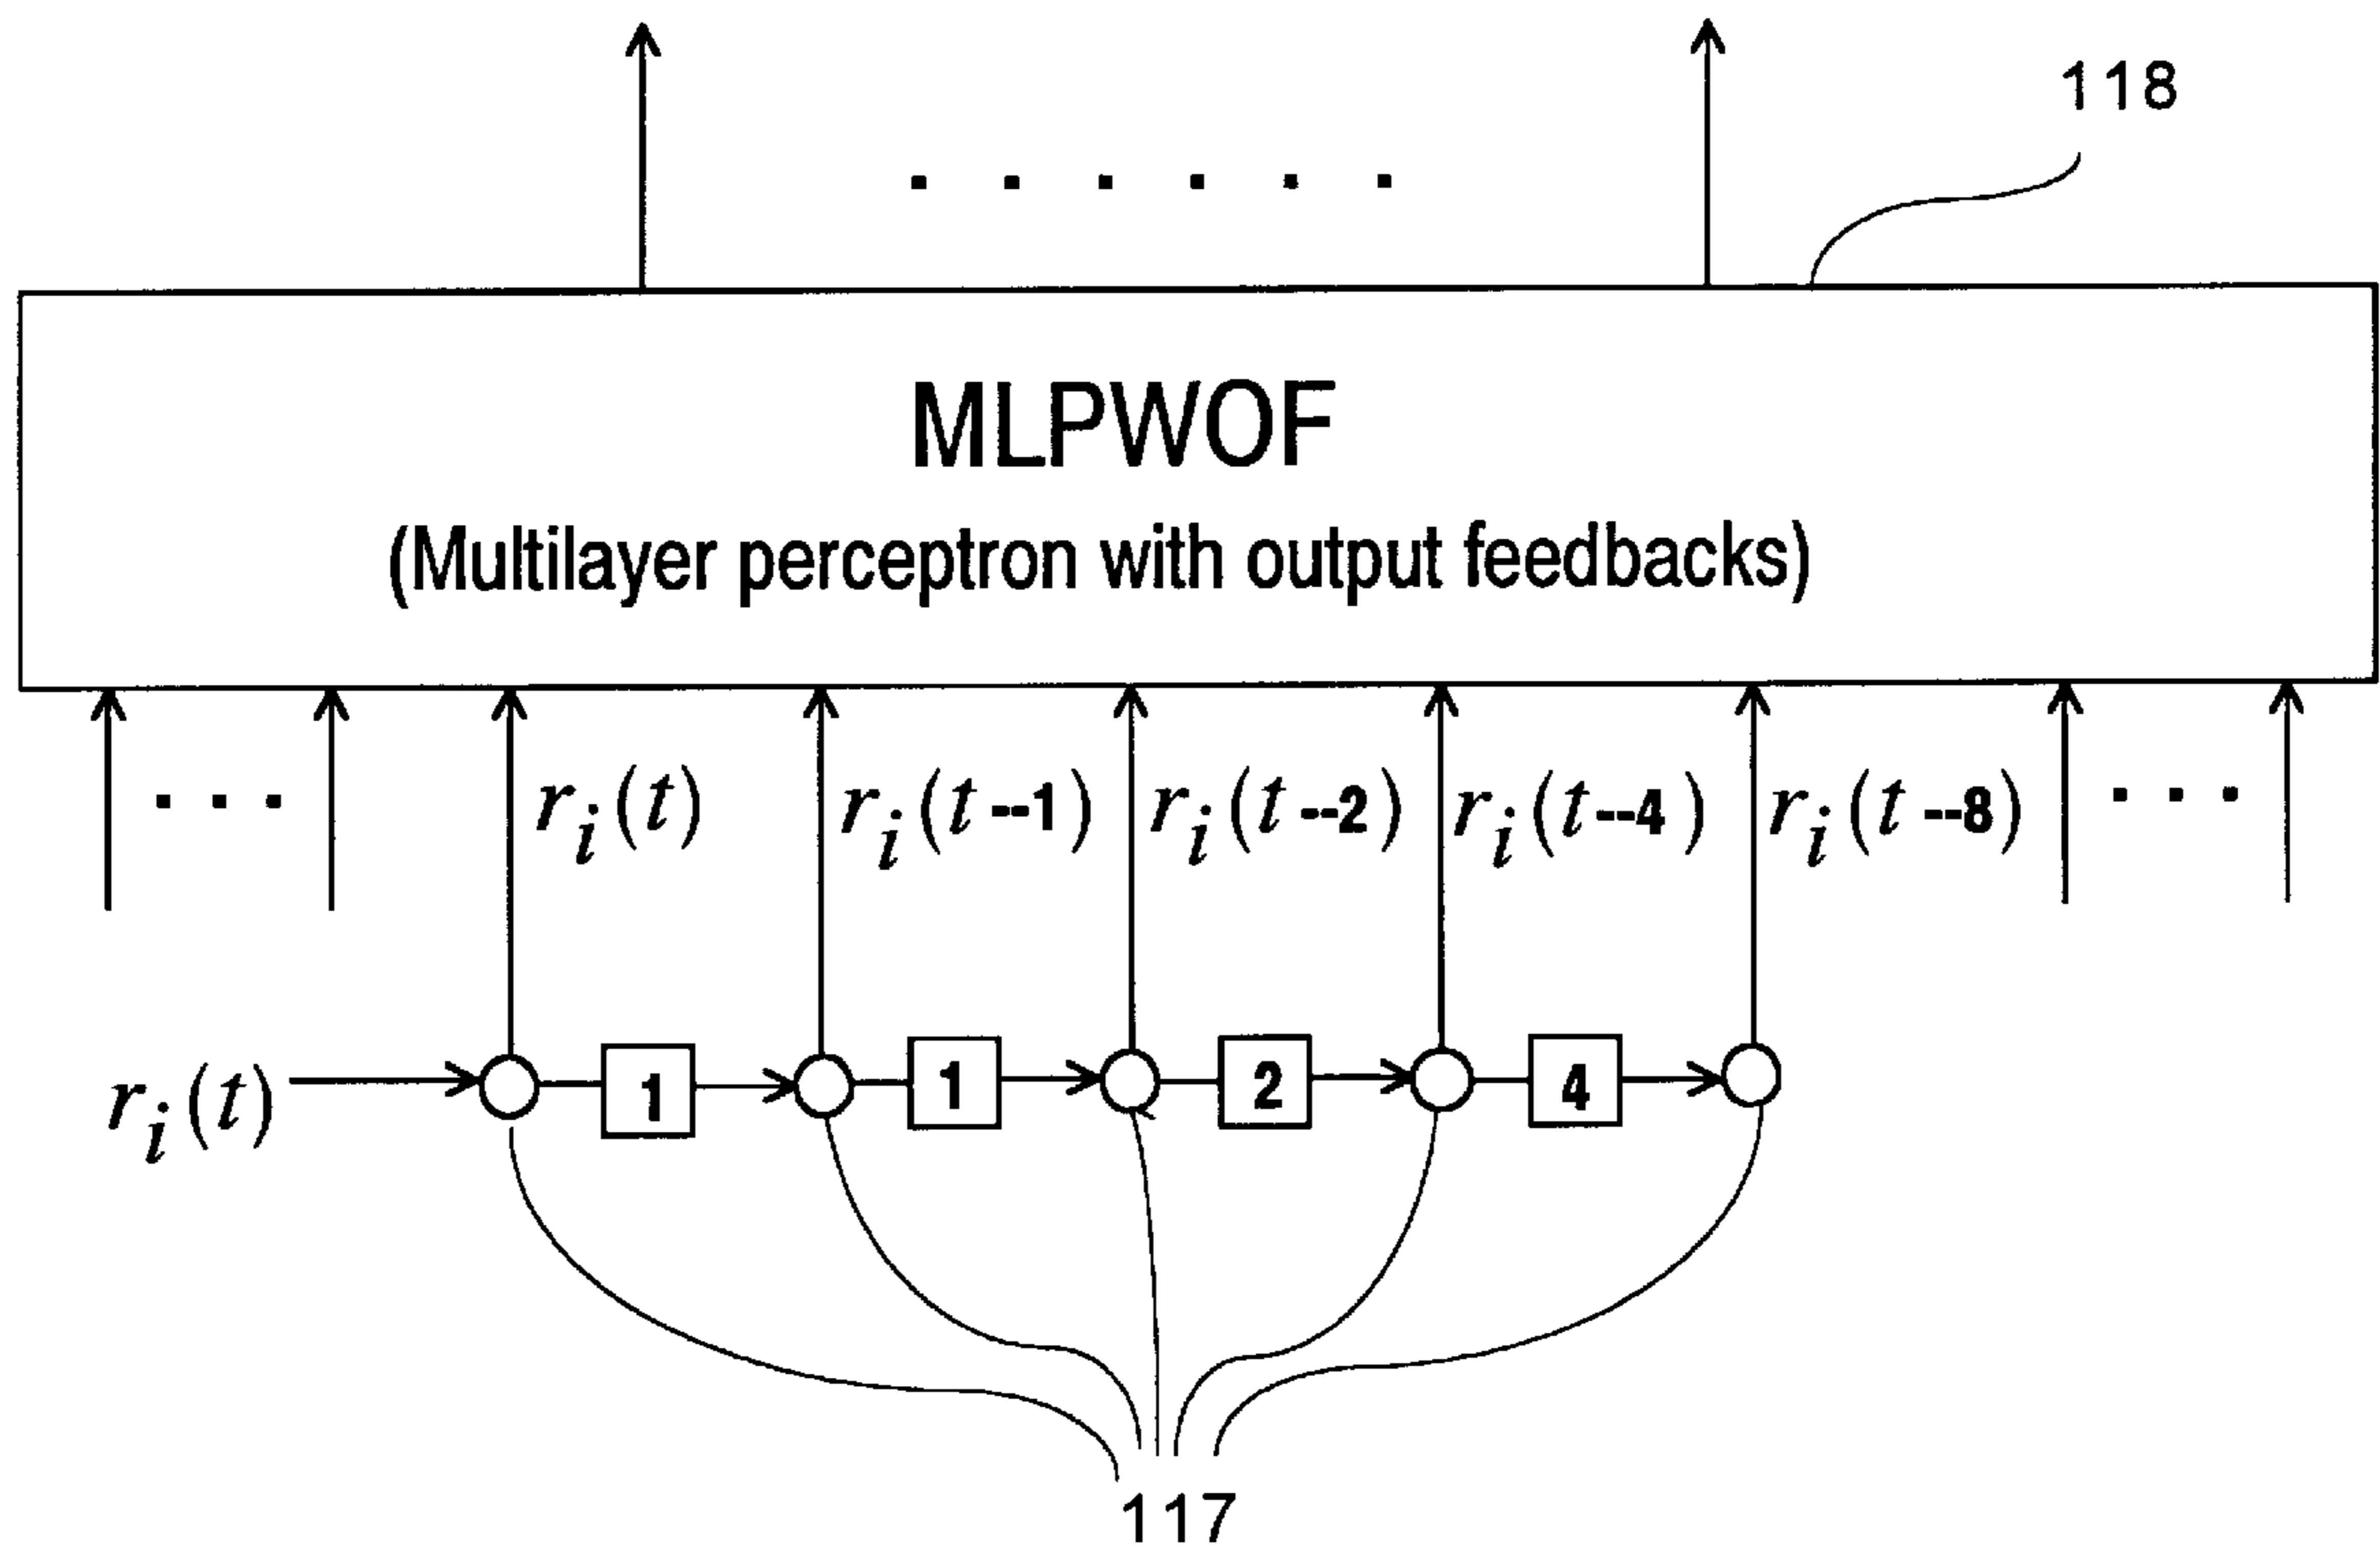 118
MLPWOF
(Multilayer perceptron with output feedbacks)
r_i(t) r_i(t--1) r_i(t--2) r_i(t--4) r_i(t--8)
r_i(t) 1 1 2 4
117